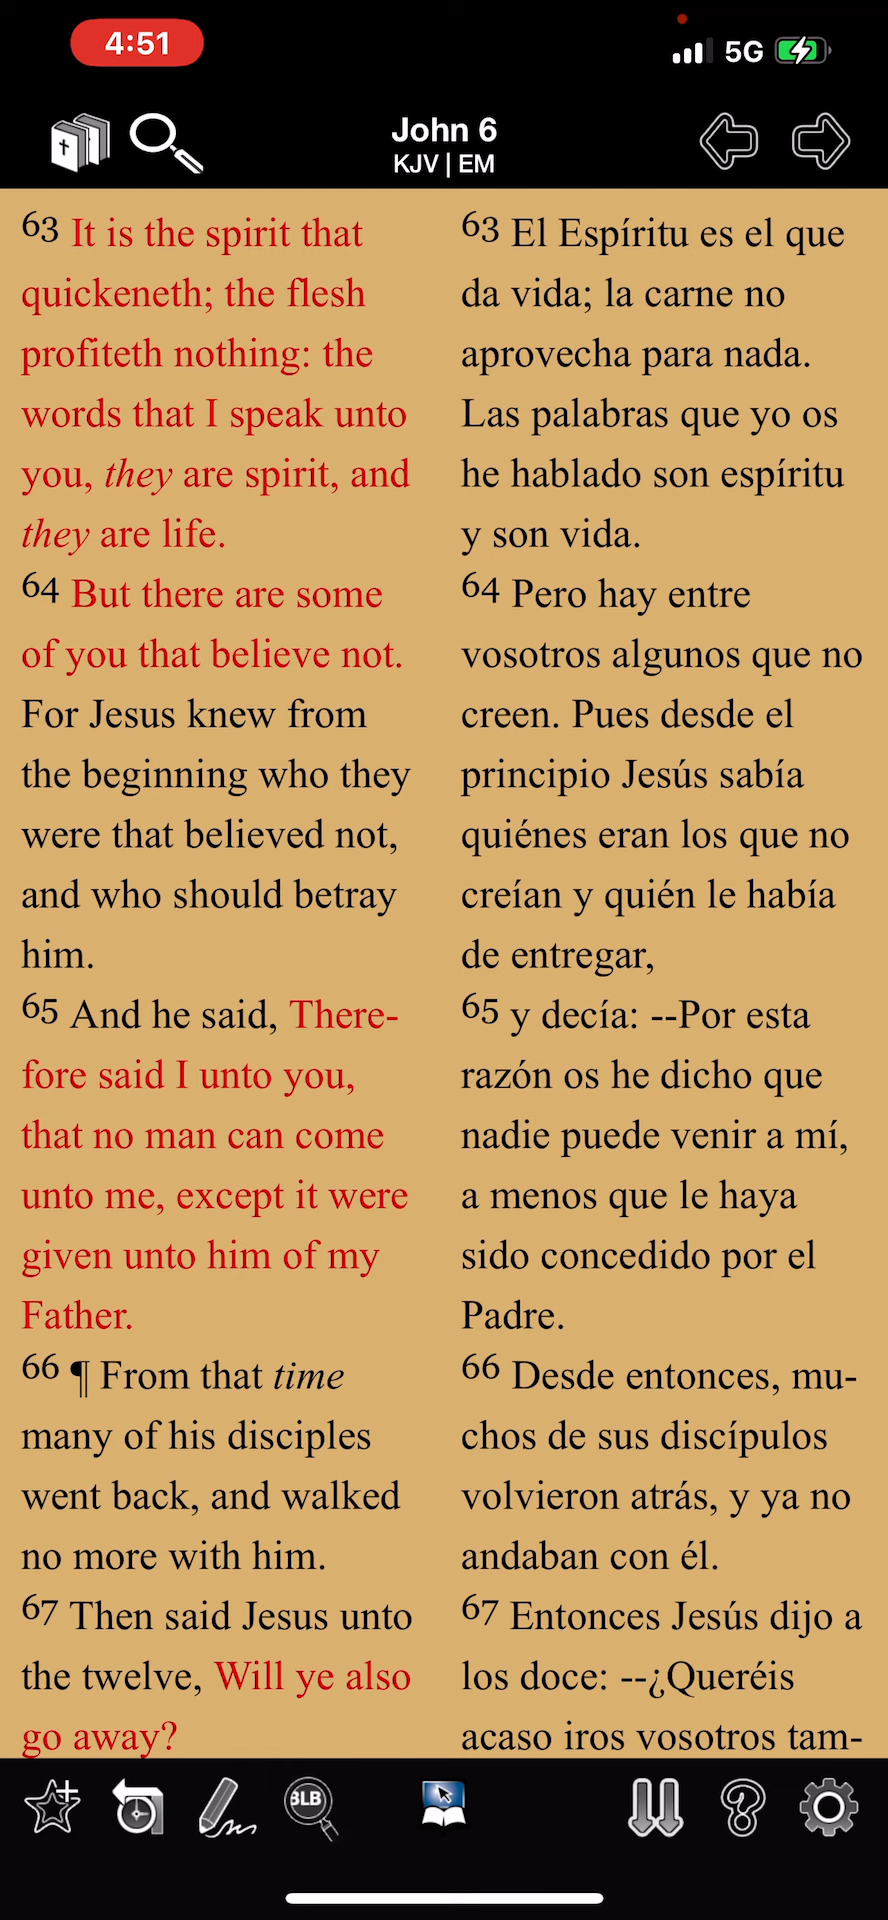 4:51
5G
John 6
KJV | EM
63 It is the spirit that
quickeneth; the flesh
profiteth nothing: the
words that I speak unto
you, they are spirit, and
they are life.
64 But there are some
of you that believe not.
For Jesus knew from
the beginning who they
were that believed not,
and who should betray
him.
65 And he said, There-
fore said I unto you,
that no man can come
unto me, except it were
given unto him of my
Father.
66 ¶ From that time
many of his disciples
went back, and walked
no more with him.
67 Then said Jesus unto
the twelve, Will ye also
go away?
63 El Espíritu es el que
da vida; la carne no
aprovecha para nada.
Las palabras que yo os
he hablado son espíritu
y son vida.
64 Pero hay entre
vosotros algunos que no
creen. Pues desde el
principio Jesús sabía
quiénes eran los que no
creían y quién le había
de entregar,
65 y decía: --Por esta
razón os he dicho que
nadie puede venir a mí,
a menos que le haya
sido concedido por el
Padre.
66 Desde entonces, mu-
chos de sus discípulos
volvieron atrás, y ya no
andaban con él.
67 Entonces Jesús dijo a
los doce: --¿Queréis
acaso iros vosotros tam-
BLB